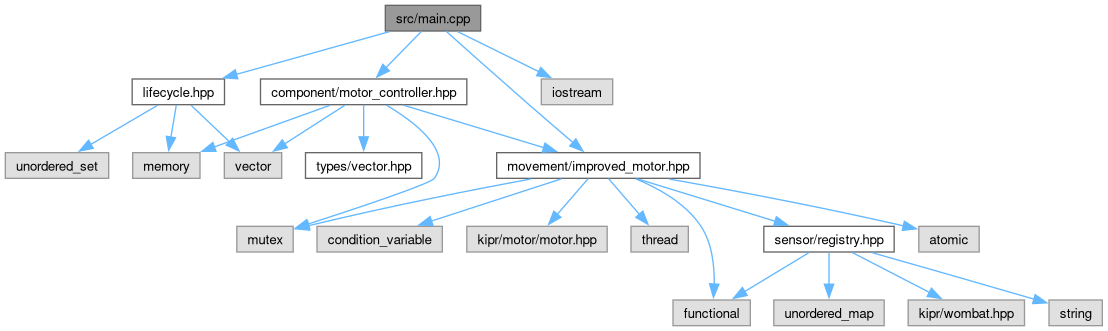 src/main.cpp
lifecycle.hpp
component/motor_controller.hpp
iostream
unordered_set
memory
vector
types/vector.hpp
movement/improved_motor.hpp
mutex
condition_variable
kipr/motor/motor.hpp
thread
sensor/registry.hpp
atomic
functional
unordered_map
kipr/wombat.hpp
string